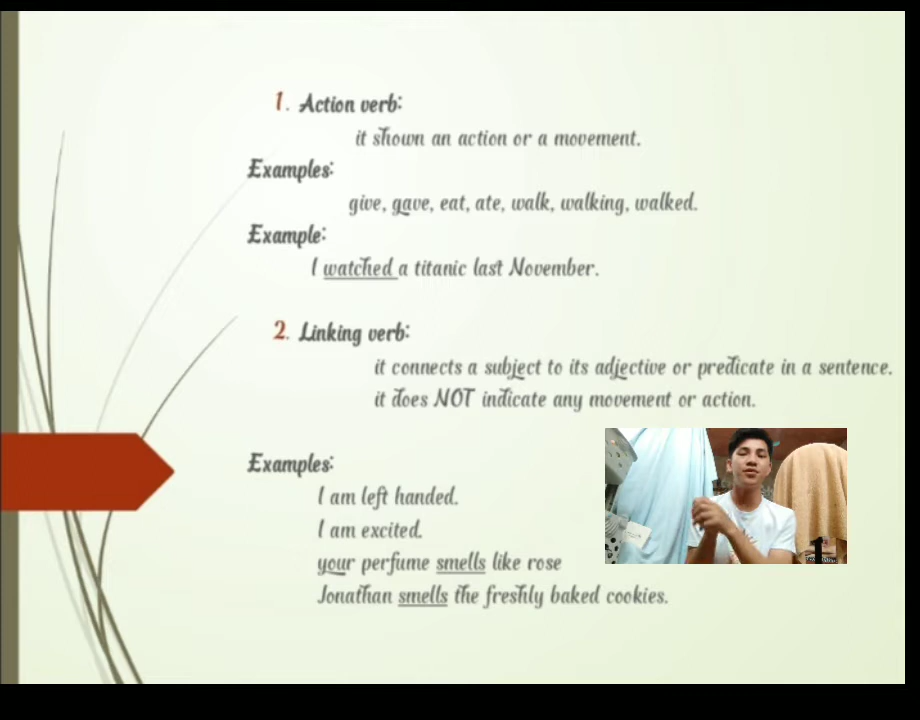 1. Action verb:
it shown an action or a movement.
Examples:
give, gave, eat, ate, walk, walking, walked.
Example:
I watched a titanic last November.
2. Linking verb:
it connects a subject to its adjective or predicate in a sentence.
it does NOT indicate any movement or action.
Examples:
I am left handed.
I am excited.
your perfume smells like rose
Jonathan smells the freshly baked cookies.